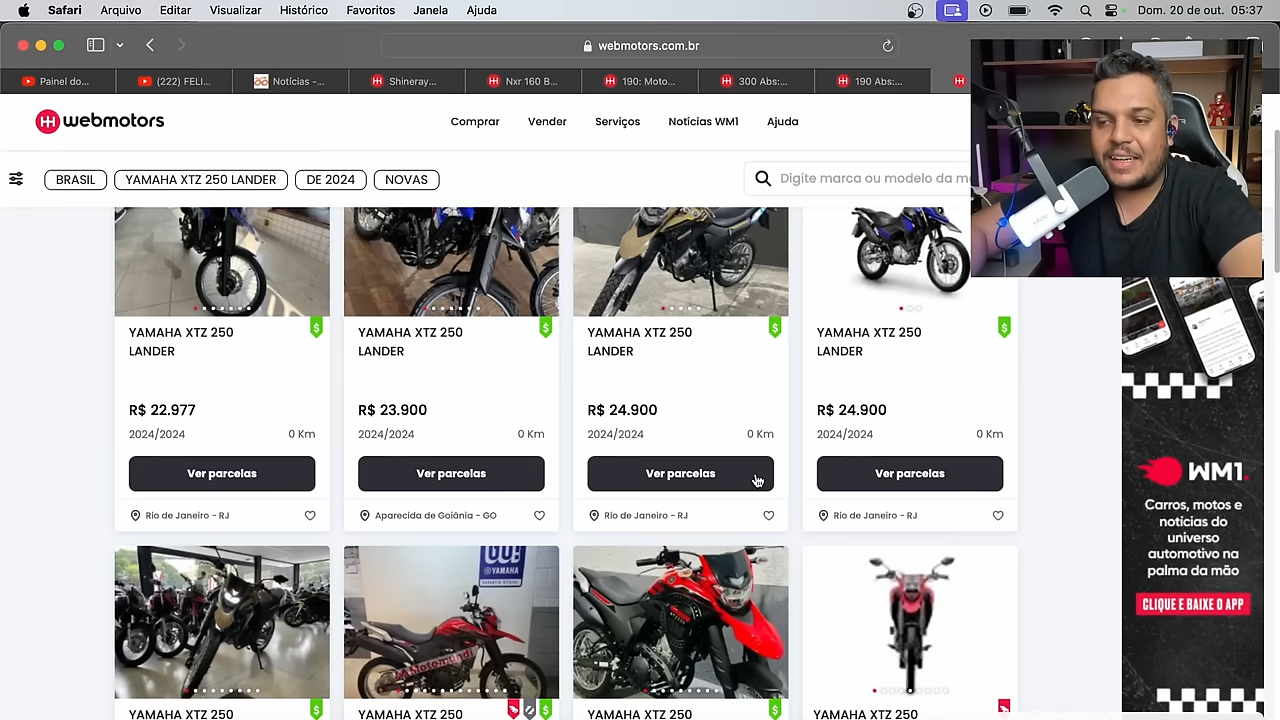 Safari Arquivo Editar Visualizar Histórico Favoritos Janela Ajuda Dom. 20 de out. 05:37
webmotors.com.br
Painel do... (222) FELI... Notícias -... Shineray... Nxr 160 B... 190: Moto... 300 Abs:... 190 Abs:...
webmotors Comprar Vender Serviços Notícias WM1 Ajuda
BRASIL YAMAHA XTZ 250 LANDER DE 2024 NOVAS Digite marca ou modelo da
YAMAHA XTZ 250
LANDER
R$ 22.977
2024/2024 0 Km
Ver parcelas
Rio de Janeiro - RJ
YAMAHA XTZ 250
LANDER
R$ 23.900
2024/2024 0 Km
Ver parcelas
Aparecida de Goiânia - GO
YAMAHA XTZ 250
LANDER
R$ 24.900
2024/2024 0 Km
Ver parcelas
Rio de Janeiro - RJ
YAMAHA XTZ 250
LANDER
R$ 24.900
2024/2024 0 Km
Ver parcelas
Rio de Janeiro - RJ
YAMAHA
YAMAHA XTZ 250
YAMAHA XTZ 250
YAMAHA XTZ 250
YAMAHA XTZ 250
WM1.
Carros, motos e
notícias do
universo
automotivo na
palma da mão
CLIQUE E BAIXE O APP